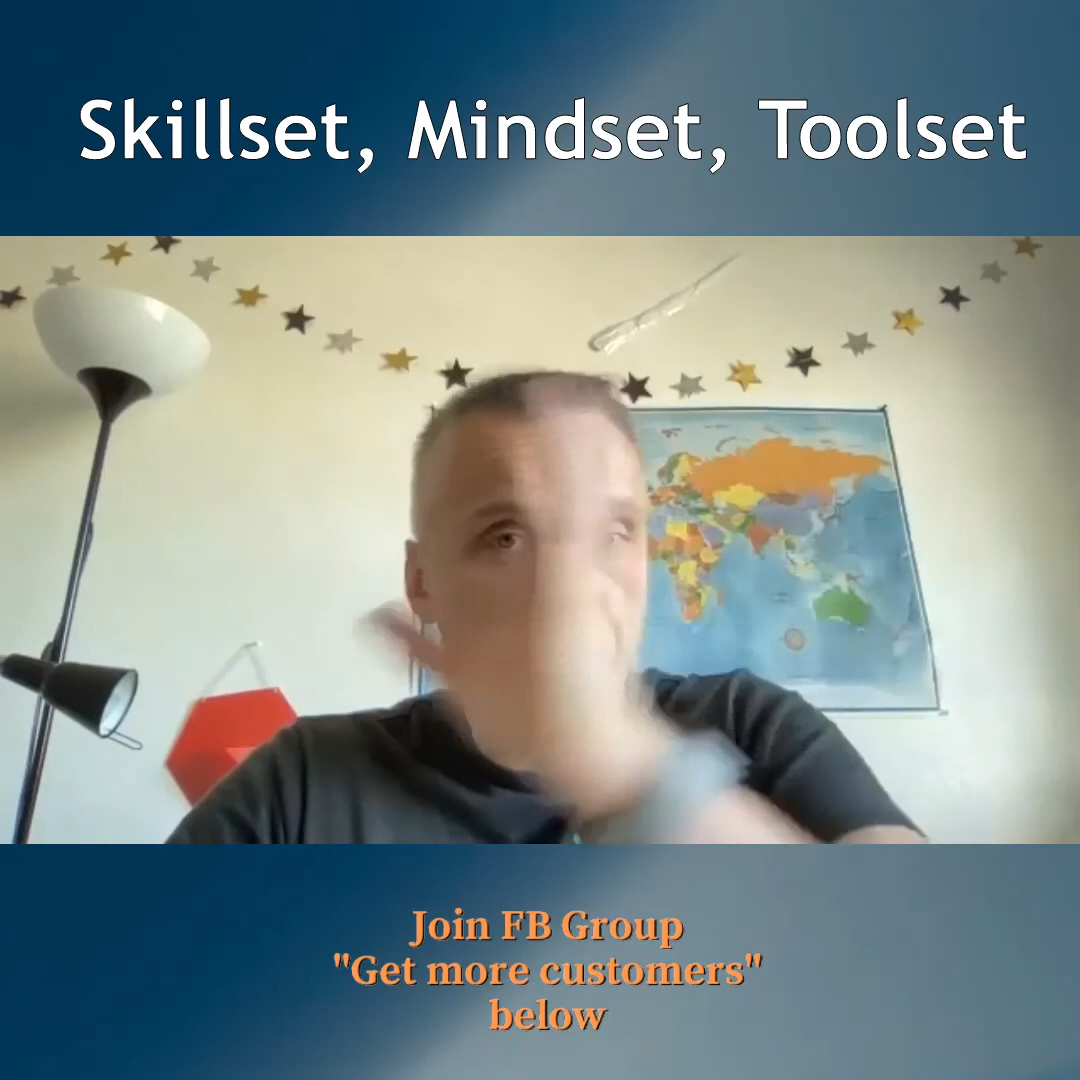 Skillset, Mindset, Toolset
Join FB Group
"Get more customers"
below